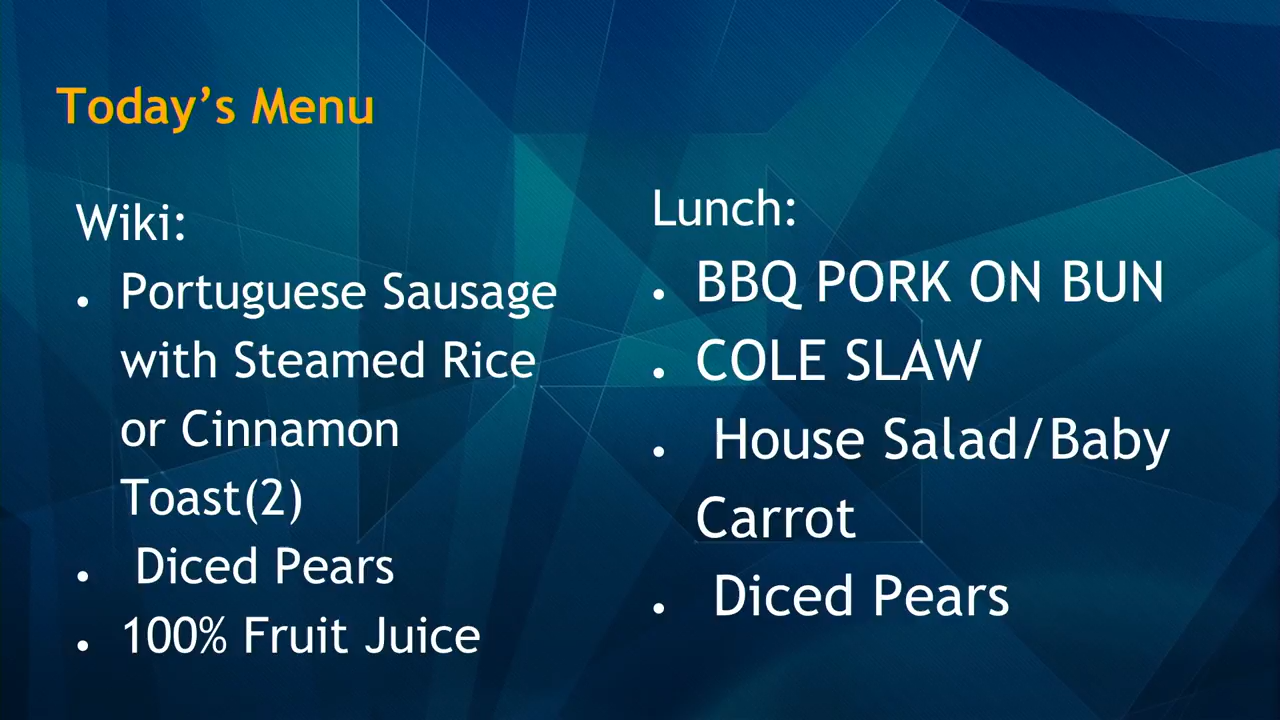 Today’s Menu
Wiki:
• Portuguese Sausage
with Steamed Rice
or Cinnamon
Toast(2)
• Diced Pears
• 100% Fruit Juice
Lunch:
• BBQ PORK ON BUN
• COLE SLAW
• House Salad/Baby
Carrot
• Diced Pears